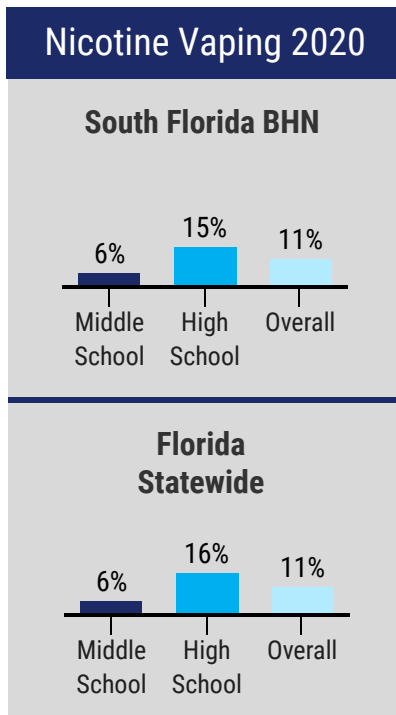 Nicotine Vaping 2020
South Florida BHN
6%
15%
11%
Middle
School
High
School
Overall
Florida
Statewide
6%
16%
11%
Middle
School
High
School
Overall